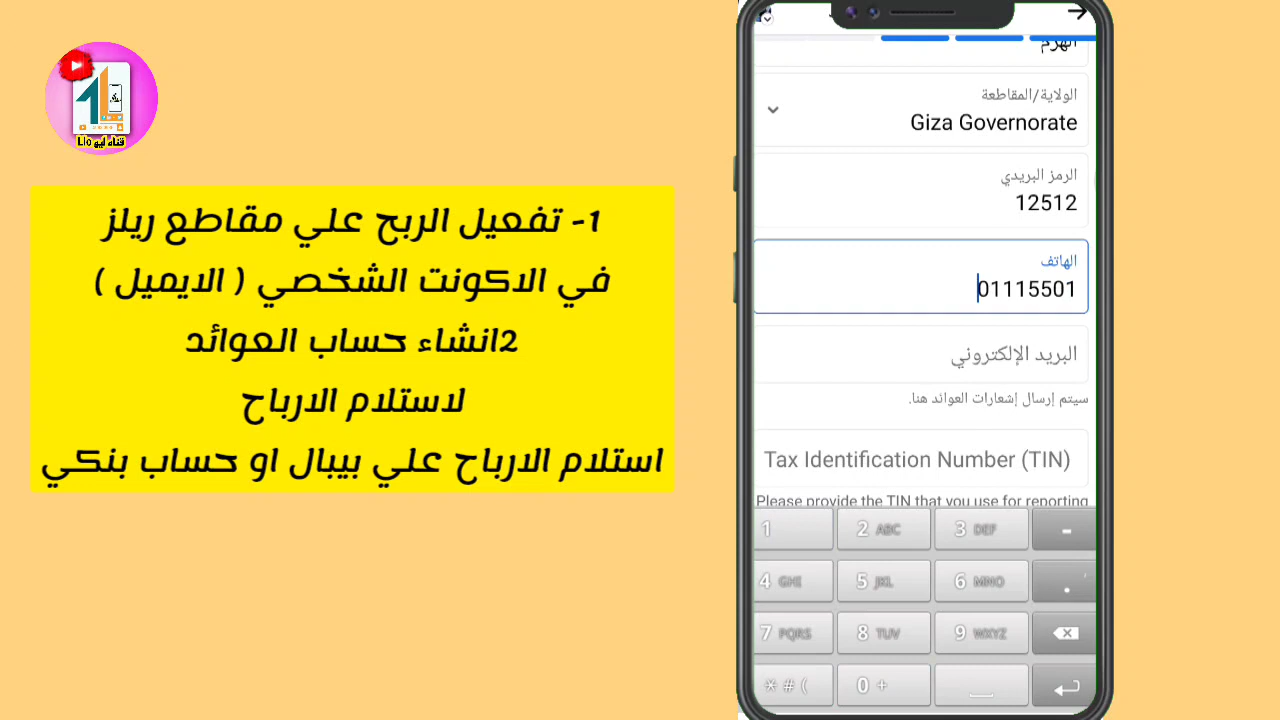 قناه ايو Llo
1- تفعيل الربح علي مقاطع ريلز
في الاكونت الشخصي ( الايميل )
2انشاء حساب العوائد
لاستلام الارباح
استلام الارباح علي بيبال او حساب بنكي
الهرم
الولاية/المقاطعة
Giza Governorate
الرمز البريدي
12512
الهاتف
01115501
البريد الإلكتروني
سيتم إرسال إشعارات العوائد هنا.
Tax Identification Number (TIN)
Please provide the TIN that you use for reporting
1 2 ABC 3 DEF -
4 GHI 5 JKL 6 MNO .
7 PQRS 8 TUV 9 WXYZ
* # ( 0 +